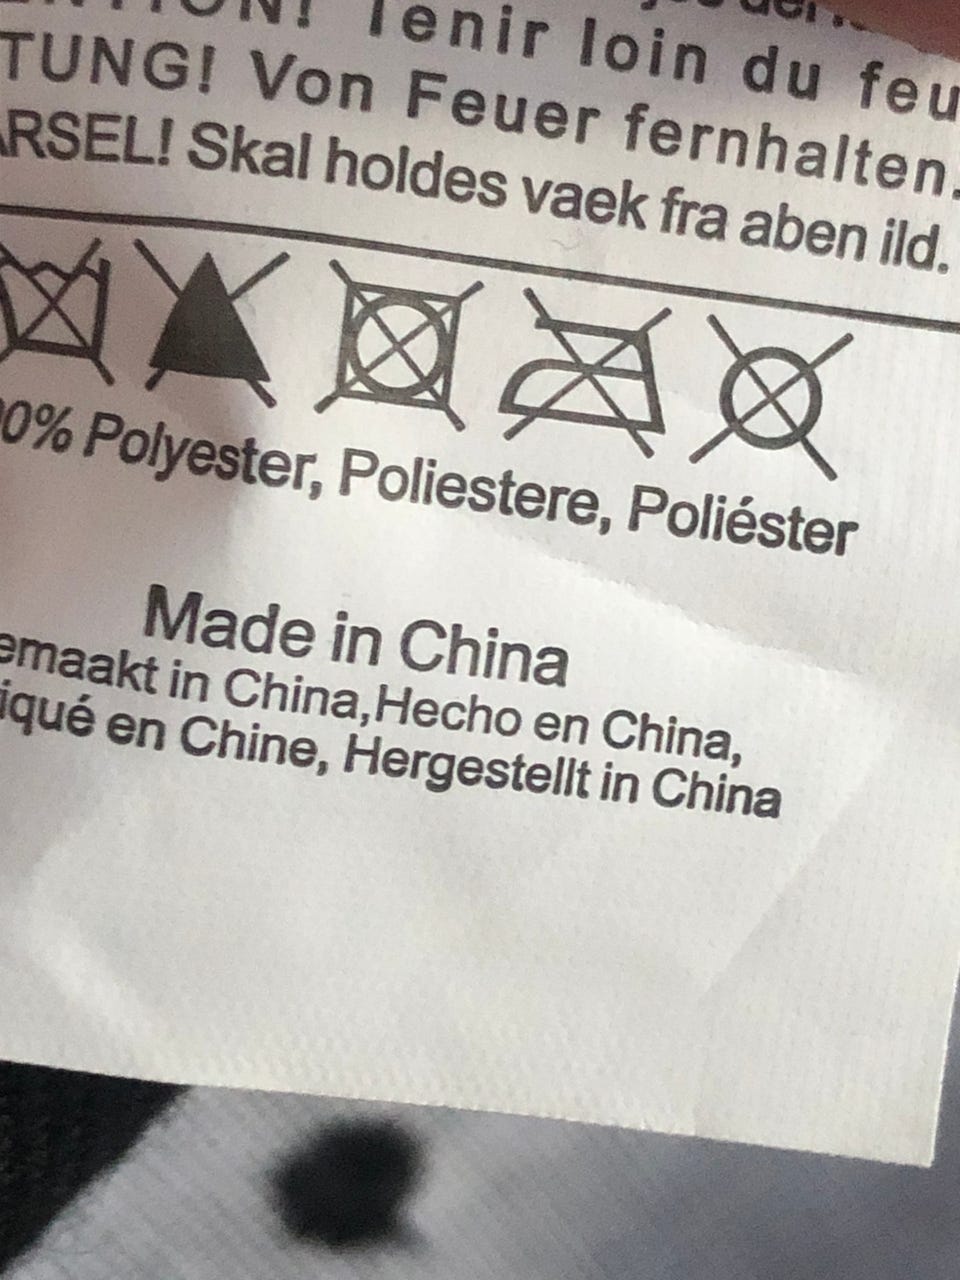 Tenir loin du feu
TUNG! Von Feuer fernhalten.
ARSEL! Skal holdes vaek fra aben ild.
0% Polyester, Poliestere, Poliéster
Made in China
emaakt in China,Hecho en China,
iqué en Chine, Hergestellt in China